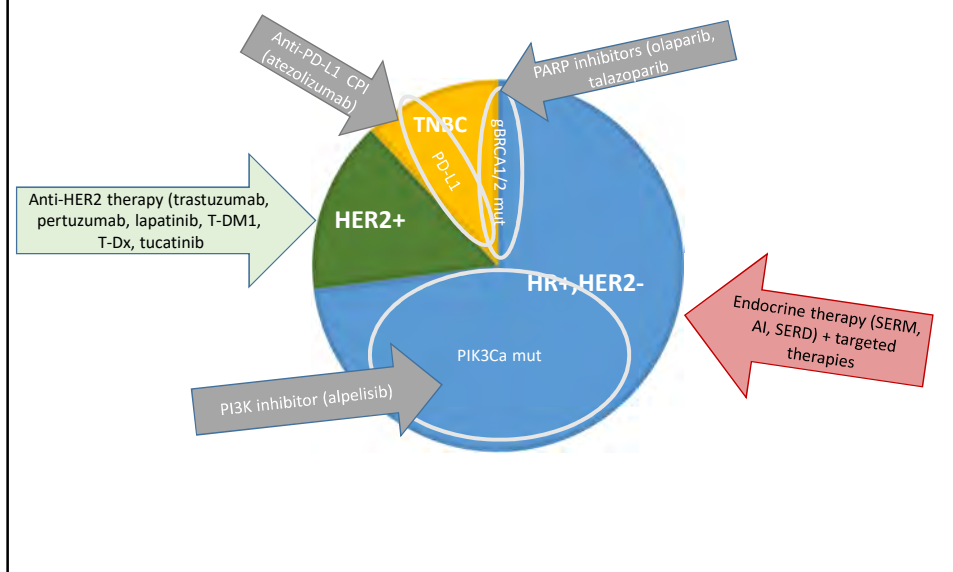 Anti-PD-L1 CPI
(atezolizumab)
PARP inhibitors (olaparib,
talazoparib
TNBC
PD-L1
gBRCA1/2 mut
Anti-HER2 therapy (trastuzumab,
pertuzumab, lapatinib, T-DM1,
T-Dx, tucatinib
HER2+
HR+,HER2-
Endocrine therapy (SERM,
AI, SERD) + targeted
therapies
PIK3Ca mut
PI3K inhibitor (alpelisib)